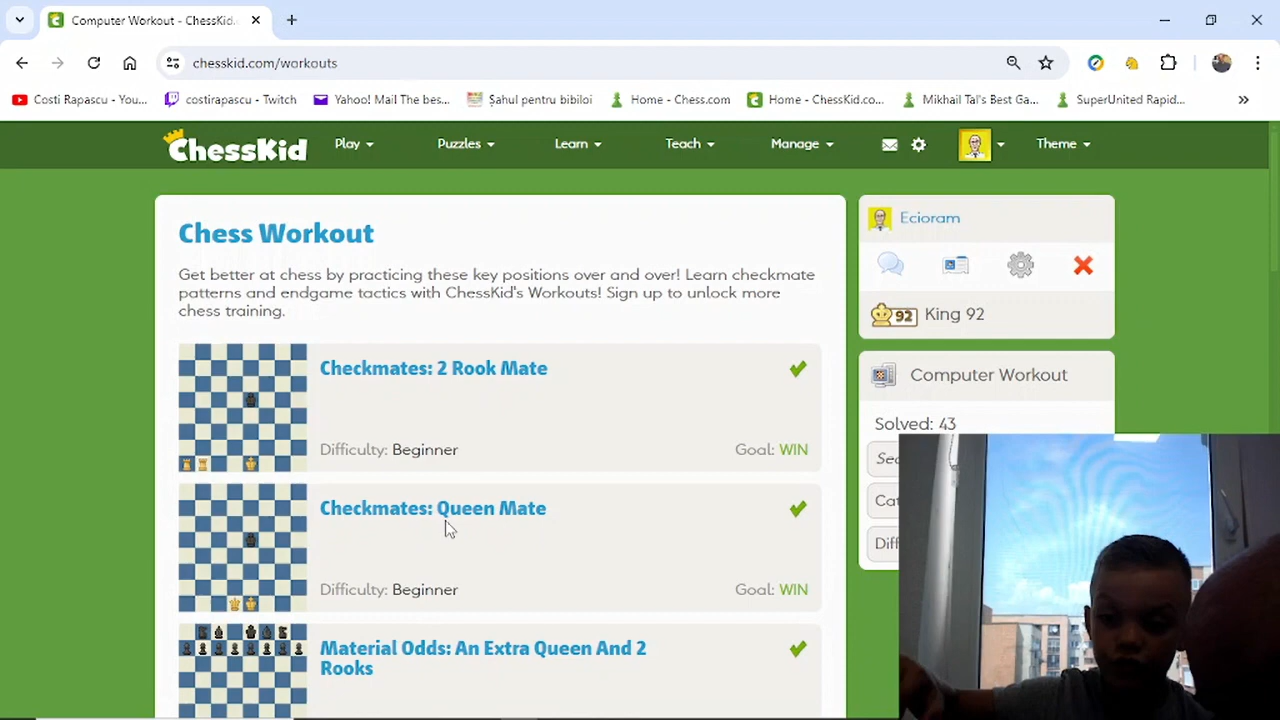 Computer Workout - ChessKid.
chesskid.com/workouts
Costi Rapascu - You...
costirapascu - Twitch
Yahoo! Mail The bes...
Șahul pentru bibiloi
Home - Chess.com
Home - ChessKid.co...
Mikhail Tal's Best Ga...
SuperUnited Rapid...
ChessKid
Play
Puzzles
Learn
Teach
Manage
Theme
Chess Workout
Get better at chess by practicing these key positions over and over! Learn checkmate
patterns and endgame tactics with ChessKid's Workouts! Sign up to unlock more
chess training.
Checkmates: 2 Rook Mate
Difficulty: Beginner
Goal: WIN
Checkmates: Queen Mate
Difficulty: Beginner
Goal: WIN
Material Odds: An Extra Queen And 2
Rooks
Ecioram
92 King 92
Computer Workout
Solved: 43
Sea
Cat
Diff